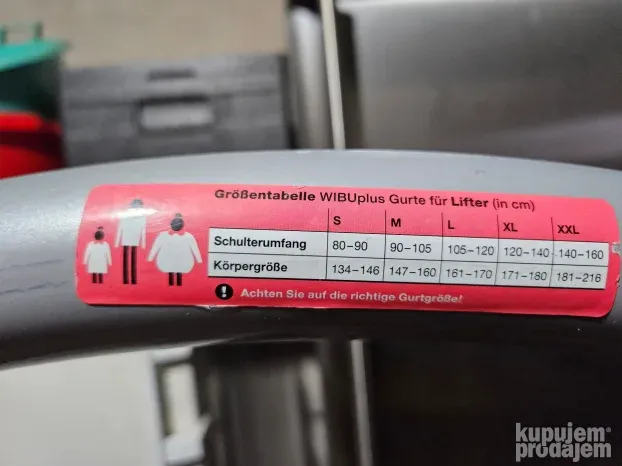 Größentabelle WIBUplus Gurte für Lifter (in cm)
S M L XL XXL
Schulterumfang 80–90 90–105 105–120 120–140 140–160
Körpergröße 134–146 147–160 161–170 171–180 181–216
! Achten Sie auf die richtige Gurtgröße!
kupujem
prodajem